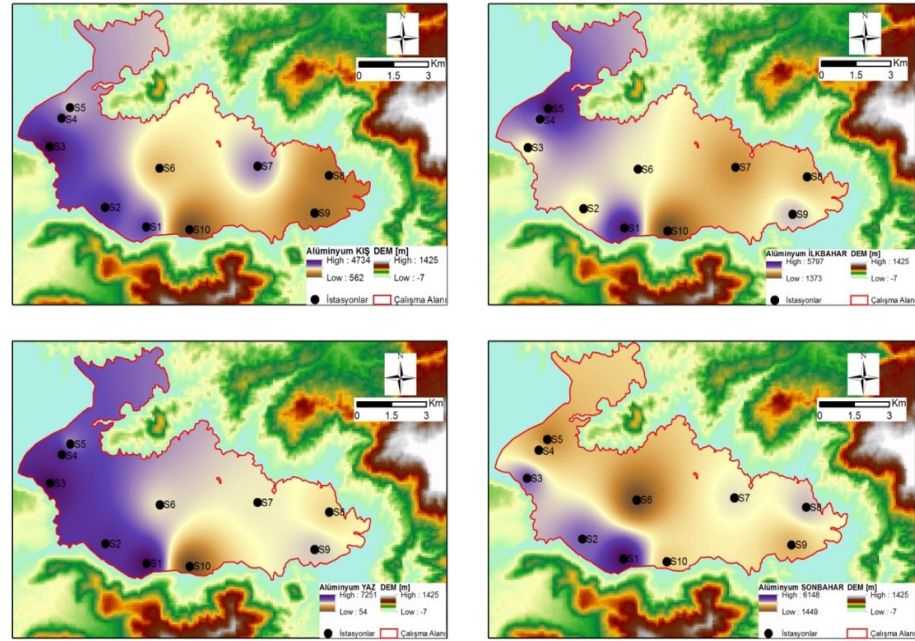 N
Km
0 1.5 3
S5
S4
S3
S6
S7
S8
S2
S9
S1
S10
Alüminyum KIŞ DEM [m]
High : 4734 High : 1425
Low : 562 Low : -7
İstasyonlar Çalışma Alanı
N
Km
0 1.5 3
S5
S4
S3
S6
S7
S8
S2
S9
S1
S10
Alüminyum İLKBAHAR DEM [m]
High : 5797 High : 1425
Low : 1373 Low : -7
İstasyonlar Çalışma Alanı
N
Km
0 1.5 3
S5
S4
S3
S6
S7
S8
S2
S9
S1
S10
Alüminyum YAZ DEM [m]
High : 7251 High : 1425
Low : 54 Low : -7
İstasyonlar Çalışma Alanı
N
Km
0 1.5 3
S5
S4
S3
S6
S7
S8
S2
S9
S1
S10
Alüminyum SONBAHAR DEM [m]
High : 6148 High : 1425
Low : 1449 Low : -7
İstasyonlar Çalışma Alanı